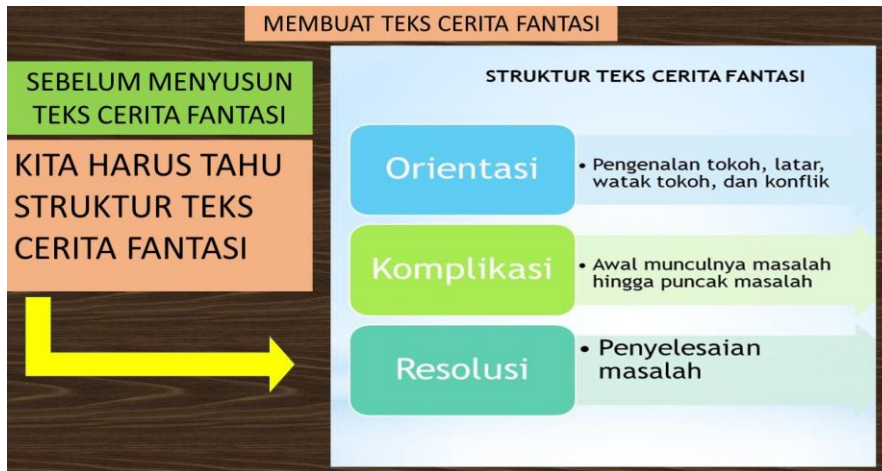 MEMBUAT TEKS CERITA FANTASI
SEBELUM MENYUSUN
TEKS CERITA FANTASI
KITA HARUS TAHU
STRUKTUR TEKS
CERITA FANTASI
STRUKTUR TEKS CERITA FANTASI
Orientasi
• Pengenalan tokoh, latar,
watak tokoh, dan konflik
Komplikasi
• Awal munculnya masalah
hingga puncak masalah
Resolusi
• Penyelesaian
masalah